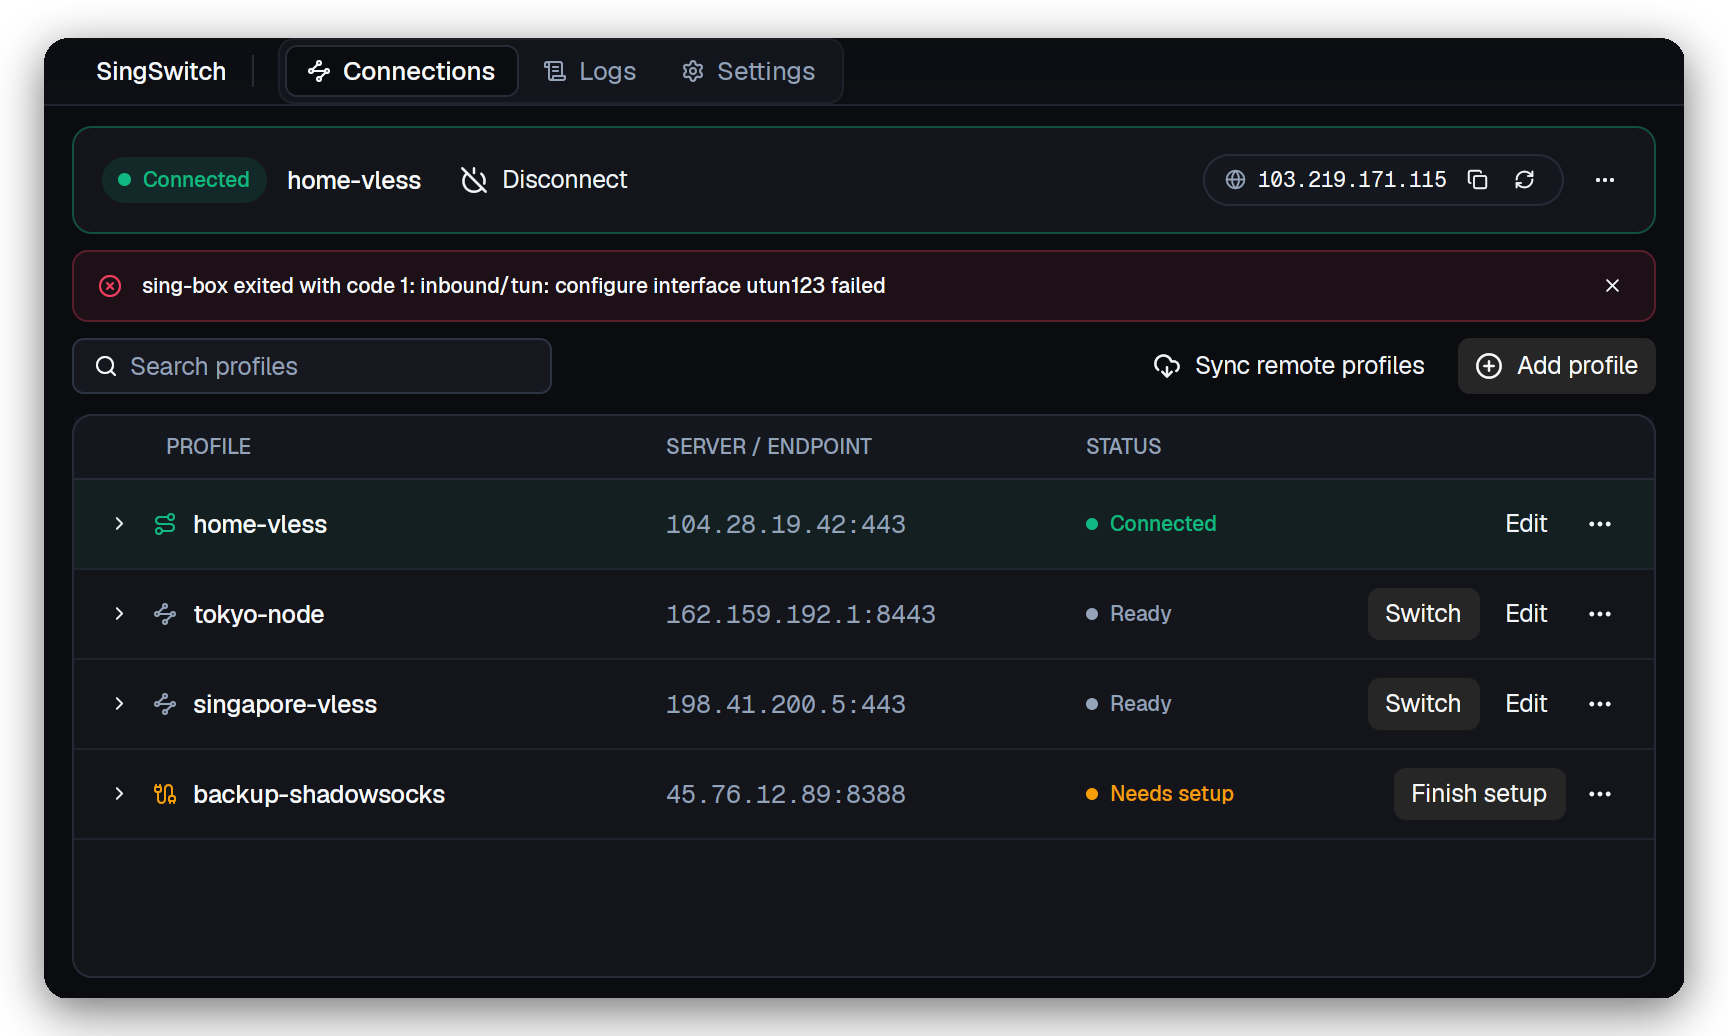 SingSwitch
Connections
Logs
Settings
Connected
home-vless
Disconnect
103.219.171.115
sing-box exited with code 1: inbound/tun: configure interface utun123 failed
Search profiles
Sync remote profiles
Add profile
PROFILE
SERVER / ENDPOINT
STATUS
home-vless
104.28.19.42:443
Connected
Edit
tokyo-node
162.159.192.1:8443
Ready
Switch
Edit
singapore-vless
198.41.200.5:443
Ready
Switch
Edit
backup-shadowsocks
45.76.12.89:8388
Needs setup
Finish setup